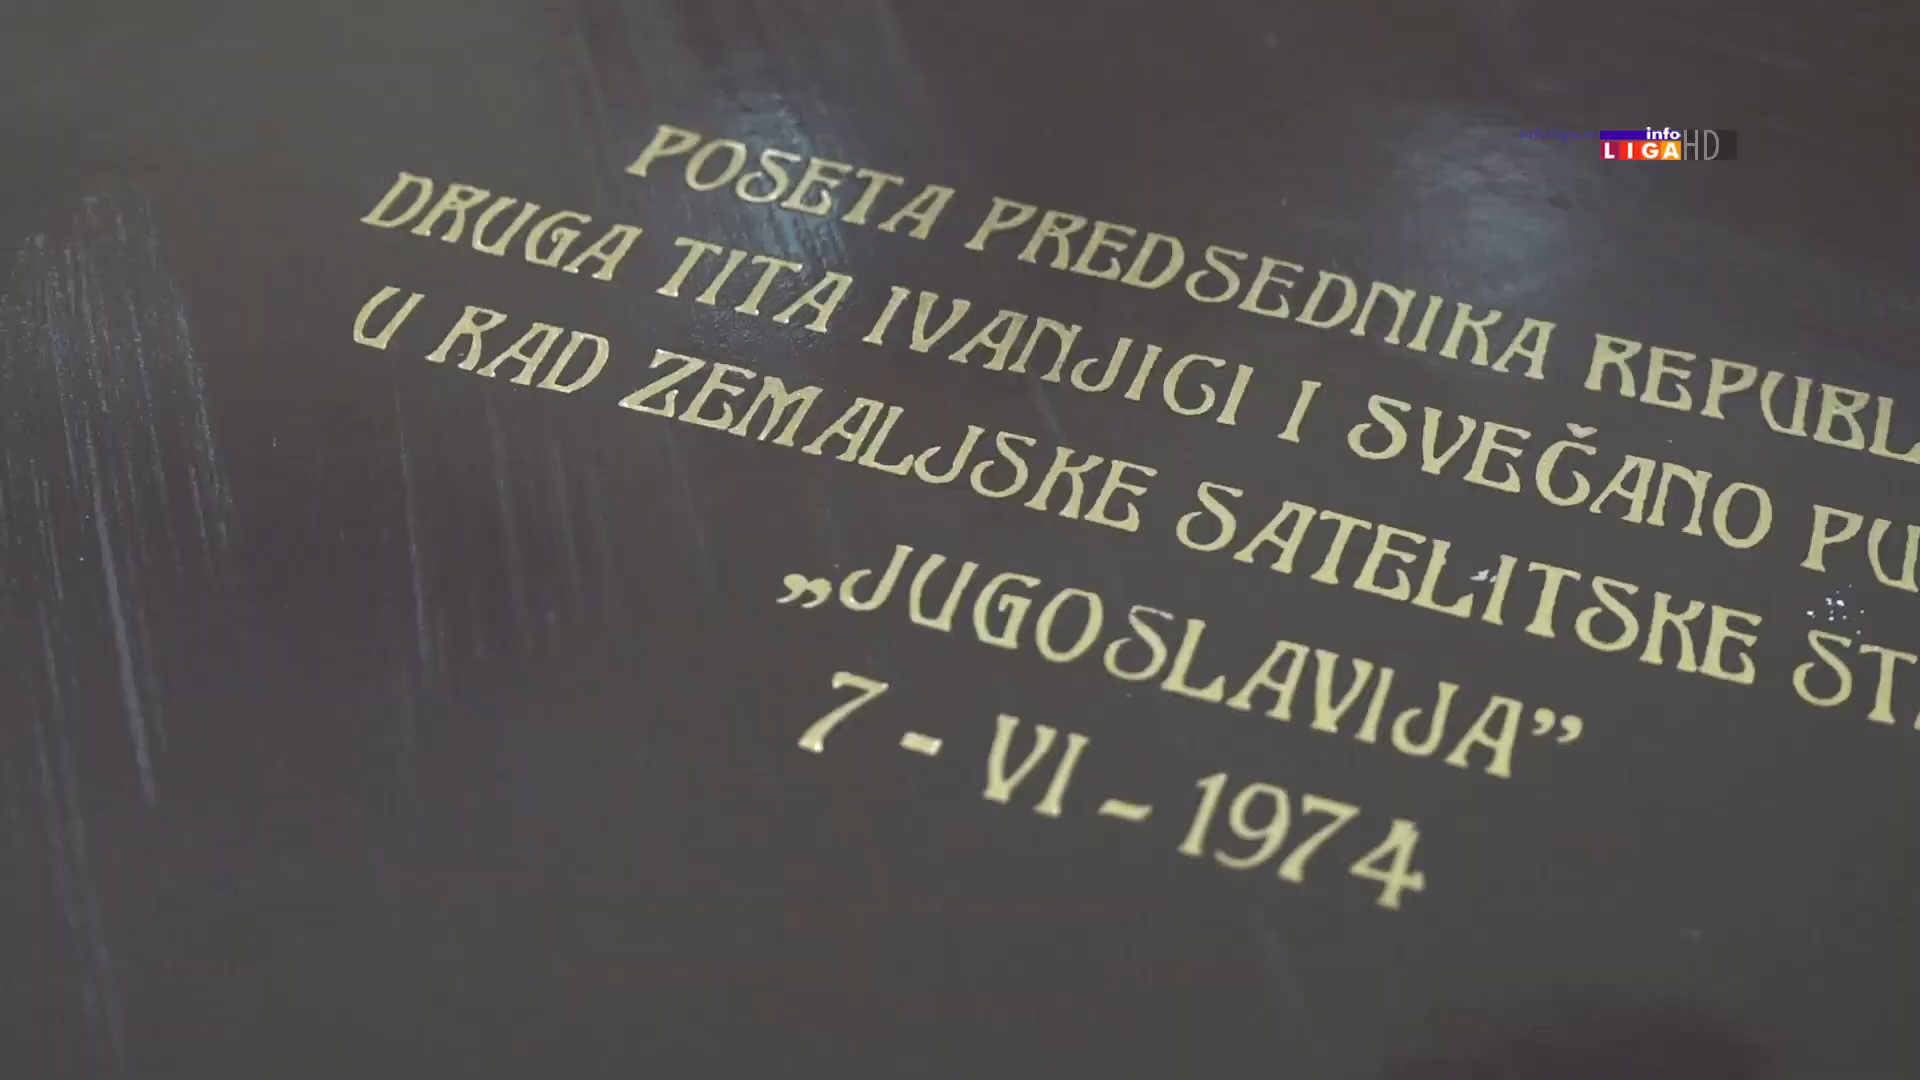 info
LIGA HD
POSETA PREDSEDNIKA REPUBL
DRUGA TITA IVANJICI I SVEČANO PU
U RAD ZEMALJSKE SATELITSKE ST
„JUGOSLAVIJA”
7 - VI - 1974